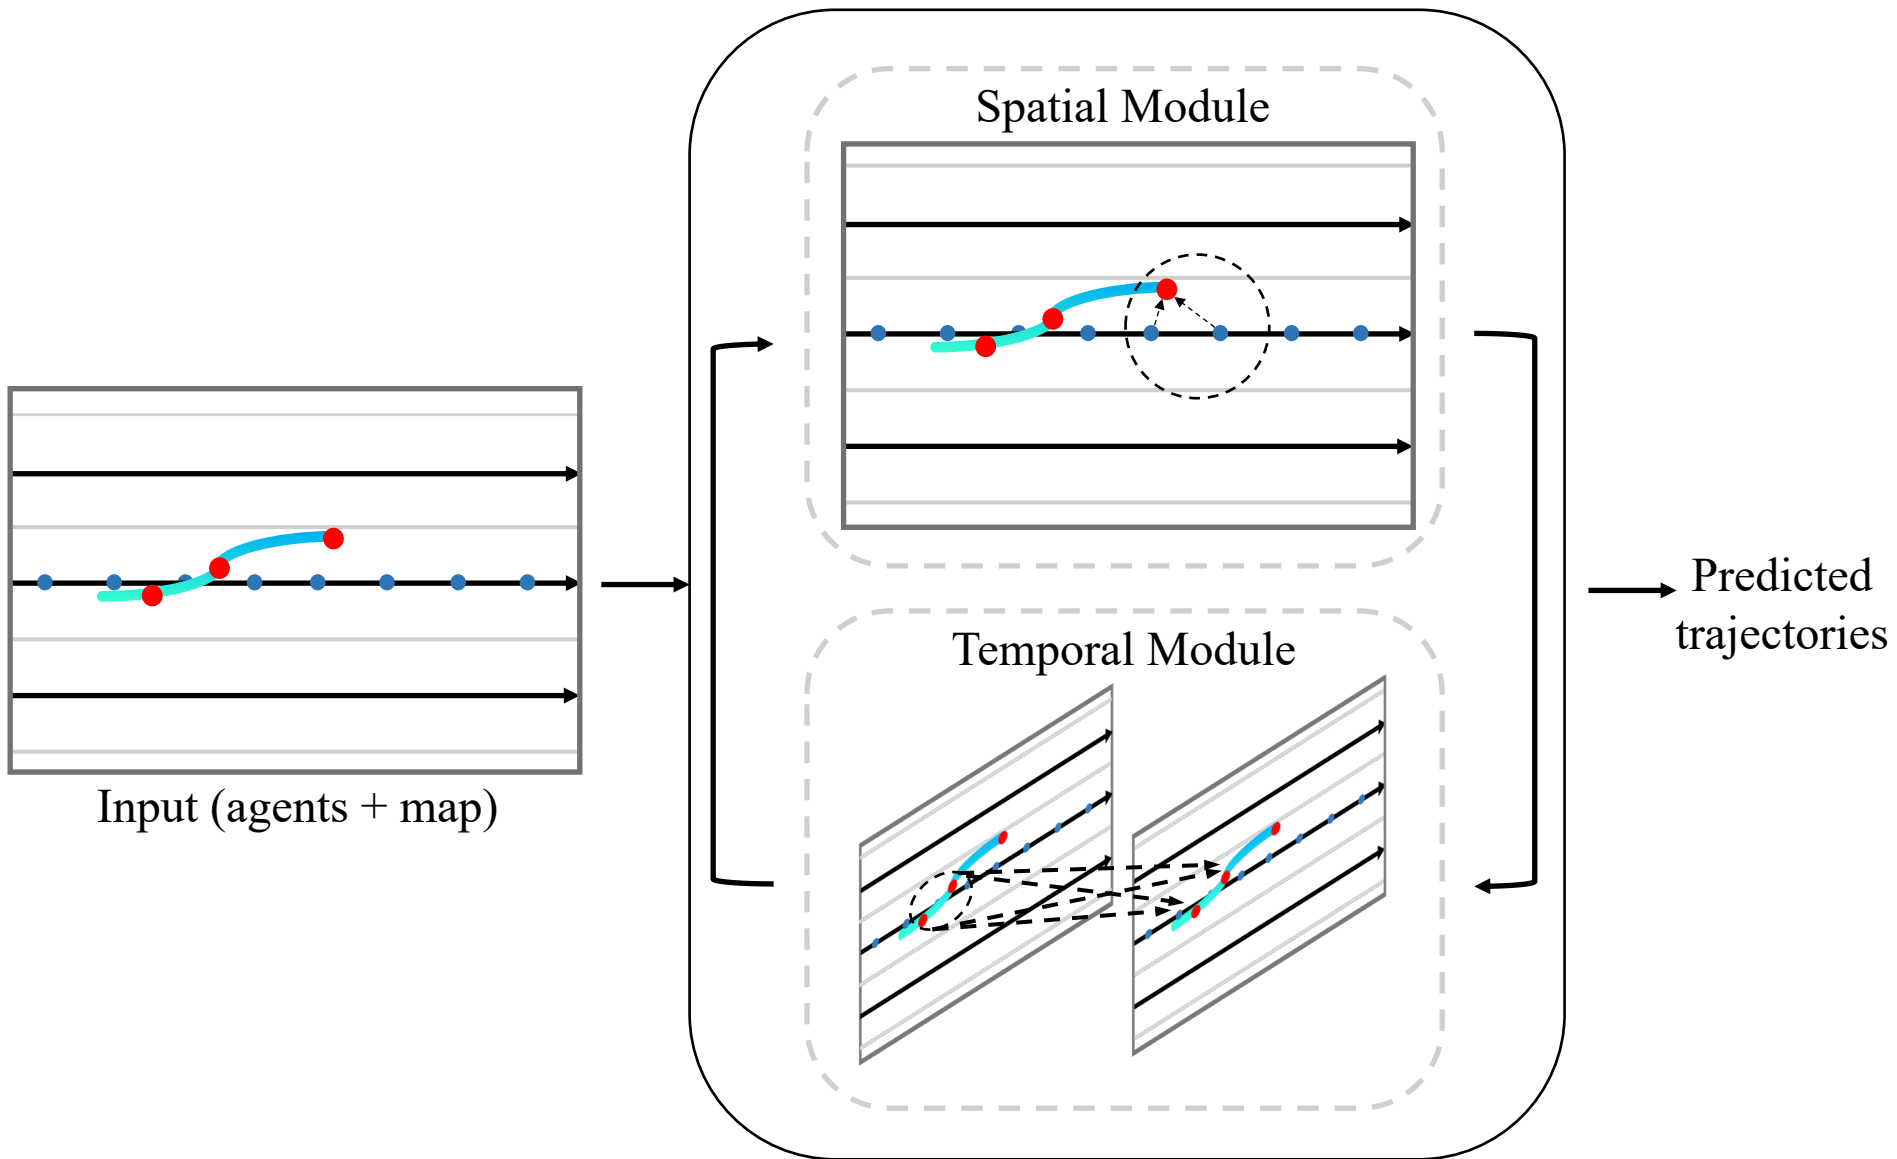 Spatial Module
Input (agents + map)
Temporal Module
Predicted
trajectories